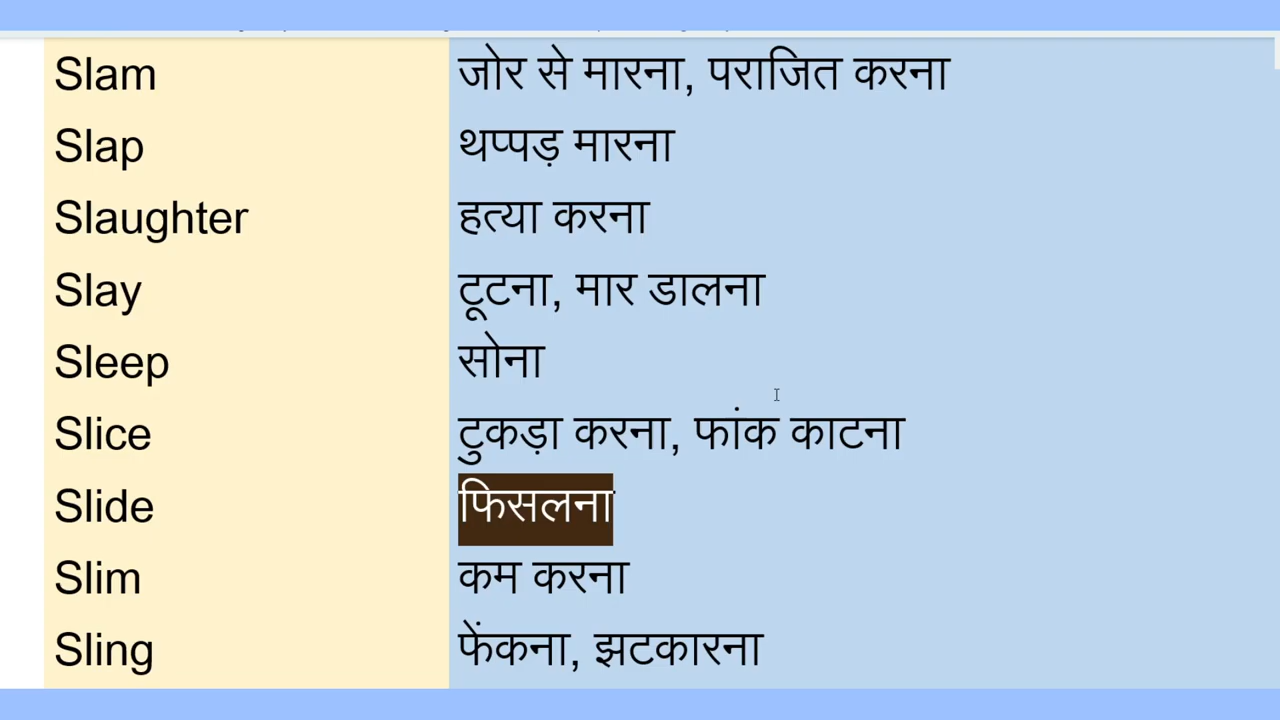 Slam जोर से मारना, पराजित करना
Slap थप्पड़ मारना
Slaughter हत्या करना
Slay टूटना, मार डालना
Sleep सोना
Slice टुकड़ा करना, फांक काटना
Slide फिसलना
Slim कम करना
Sling फेंकना, झटकारना